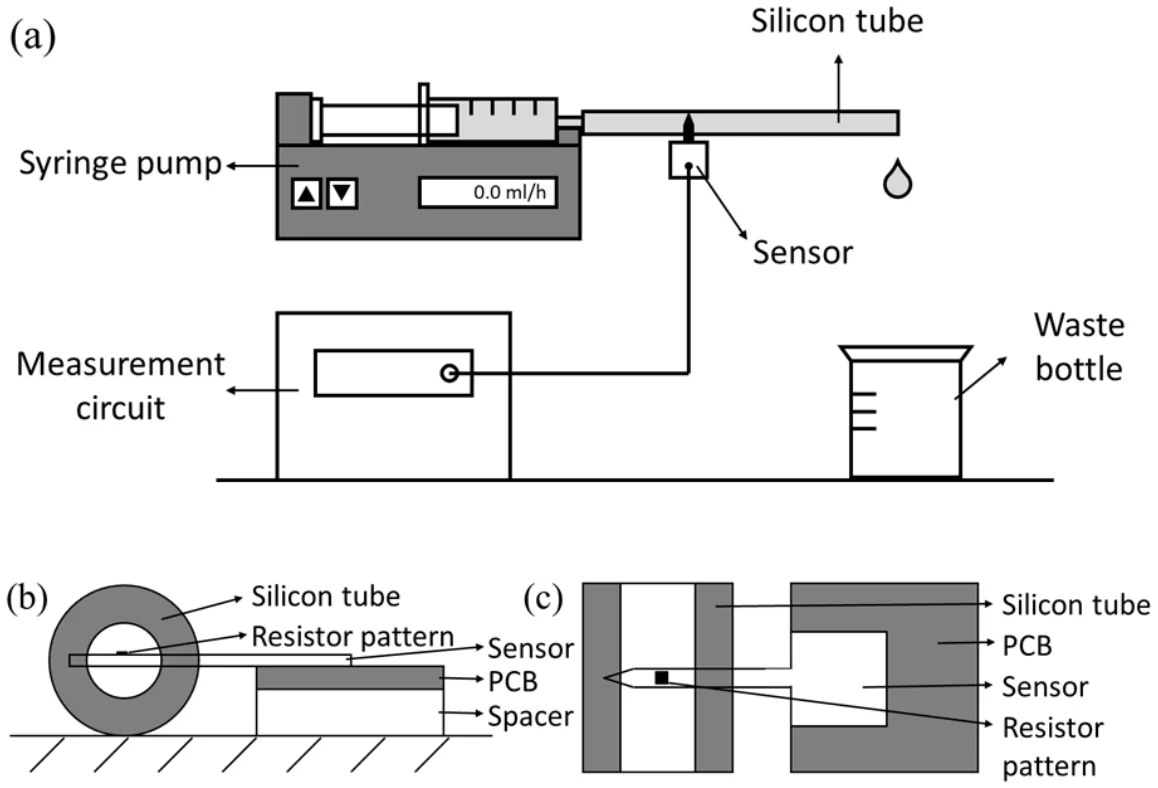 (a)
Silicon tube
Syringe pump
0.0 ml/h
Sensor
Measurement
circuit
Waste
bottle
(b)
Silicon tube
Resistor pattern
Sensor
PCB
Spacer
(c)
Silicon tube
PCB
Sensor
Resistor
pattern